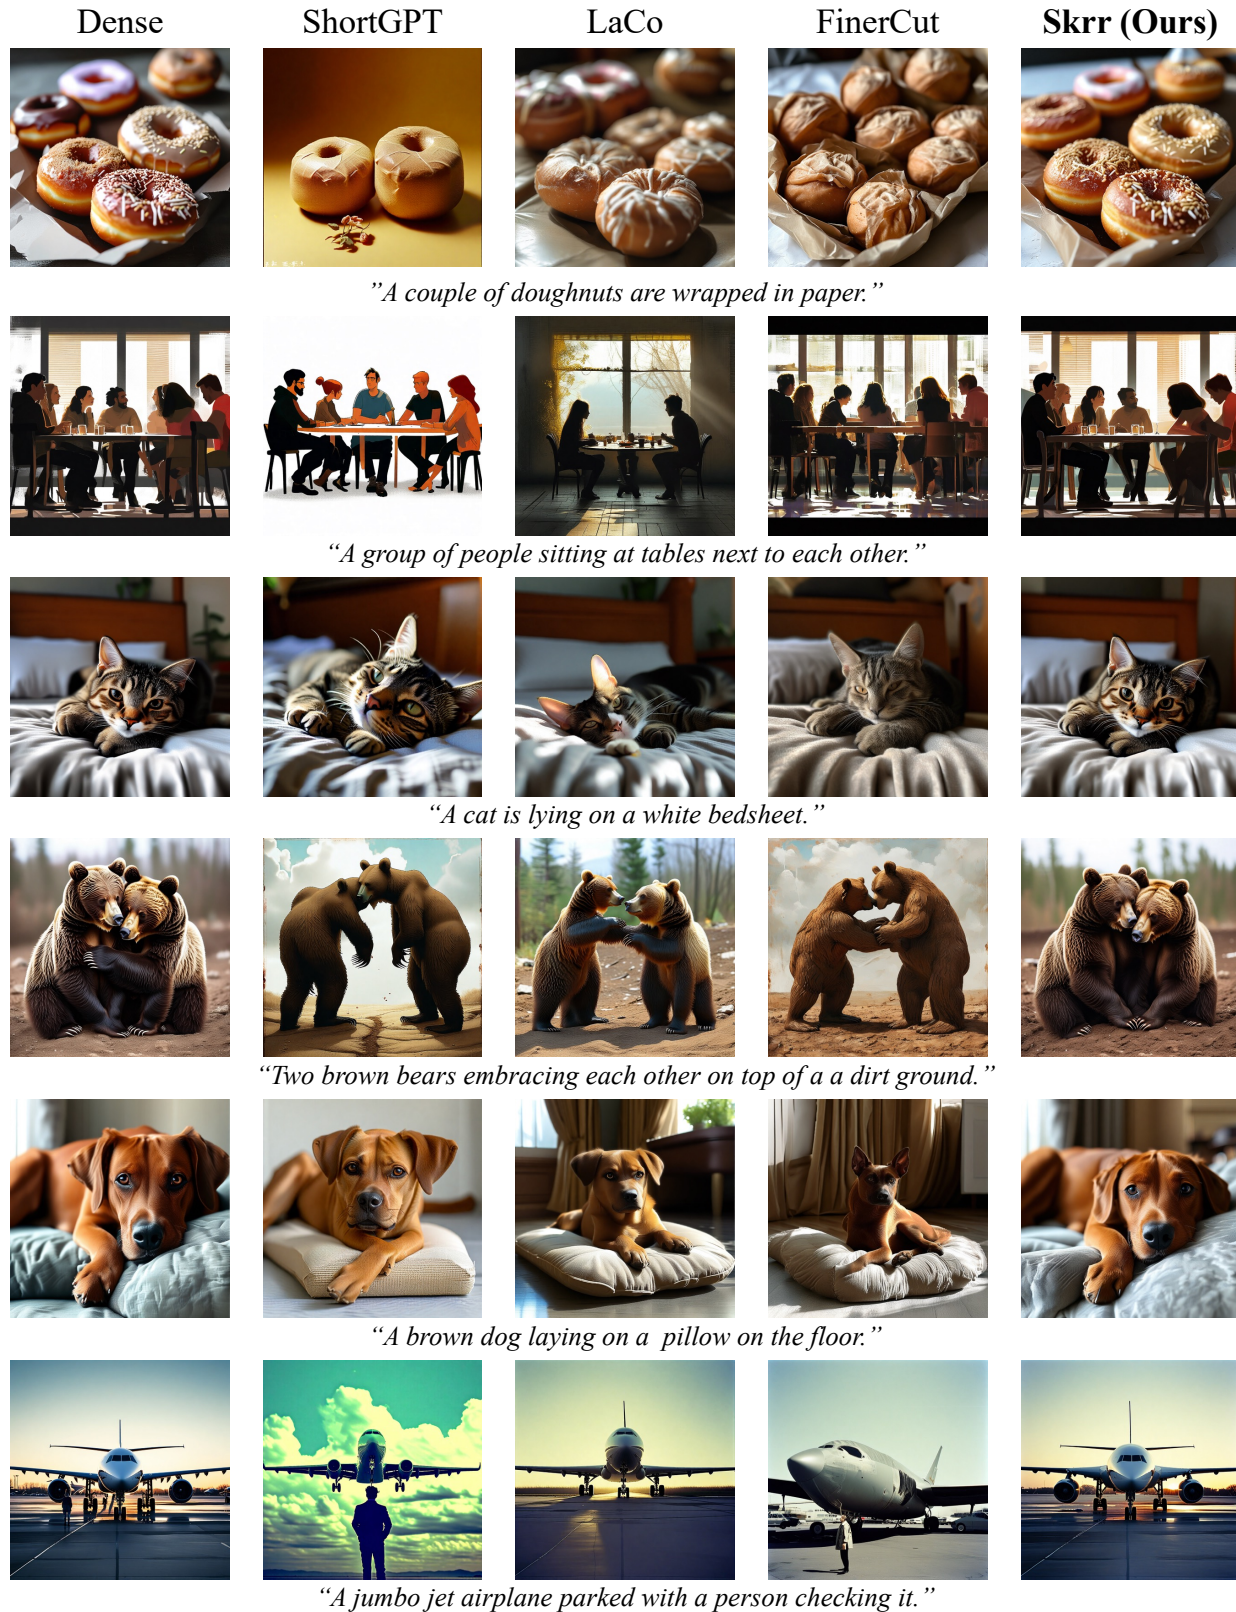 Dense ShortGPT LaCo FinerCut Skrr (Ours)
”A couple of doughnuts are wrapped in paper.”
“A group of people sitting at tables next to each other.”
“A cat is lying on a white bedsheet.”
“Two brown bears embracing each other on top of a a dirt ground.”
“A brown dog laying on a  pillow on the floor.”
“A jumbo jet airplane parked with a person checking it.”